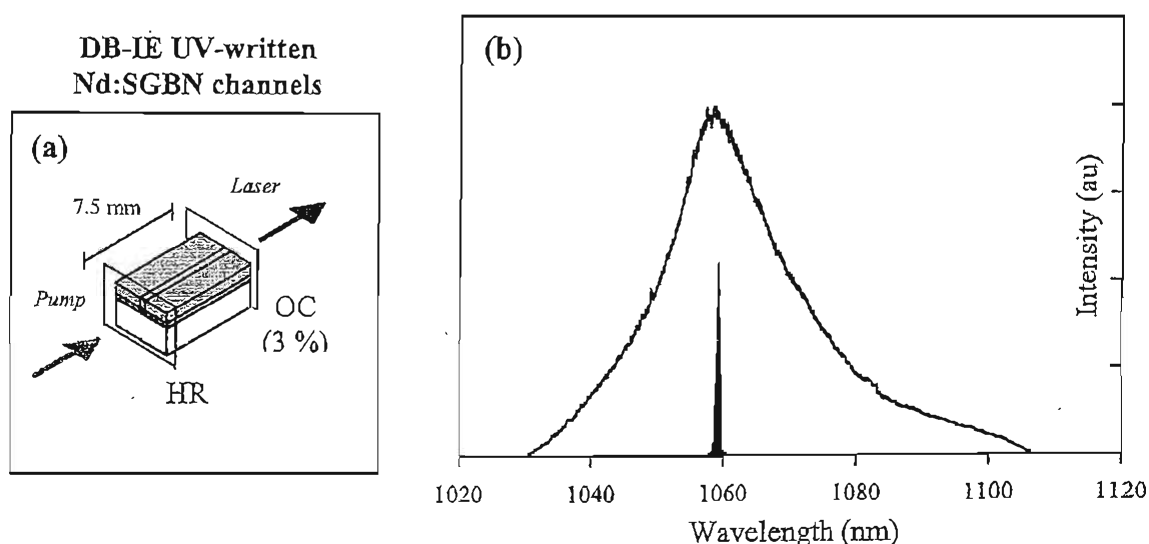 DB-IE UV-written
Nd:SGBN channels
(a)
Laser
7.5 mm
Pump
OC
(3 %)
HR
(b)
Intensity (au)
1020 1040 1060 1080 1100 1120
Wavelength (nm)